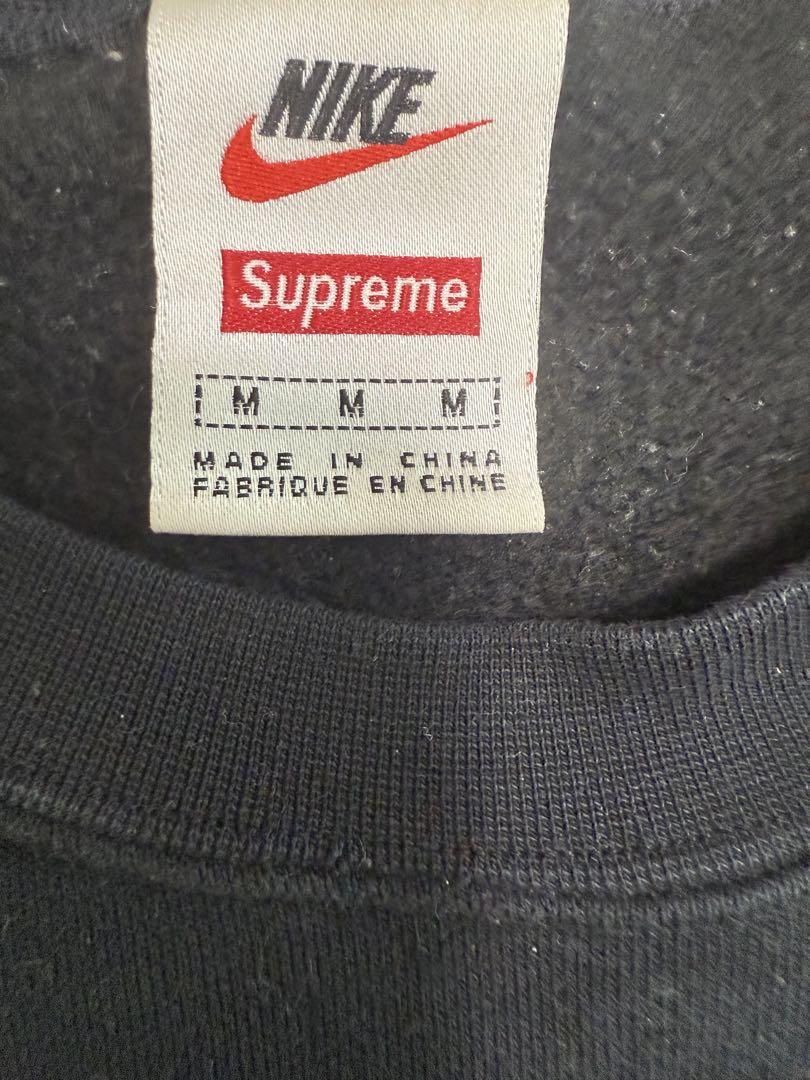 NIKE
Supreme
M M M
MADE IN CHINA
FABRIQUE EN CHINE